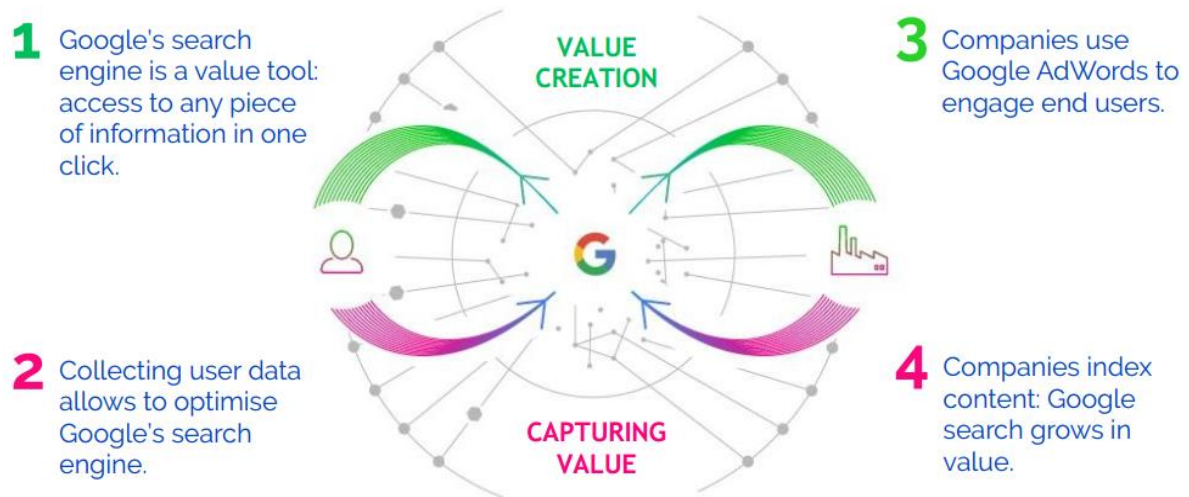 1 Google's search
engine is a value tool:
access to any piece
of information in one
click.
VALUE
CREATION
3 Companies use
Google AdWords to
engage end users.
G
2 Collecting user data
allows to optimise
Google's search
engine.
CAPTURING
VALUE
4 Companies index
content: Google
search grows in
value.